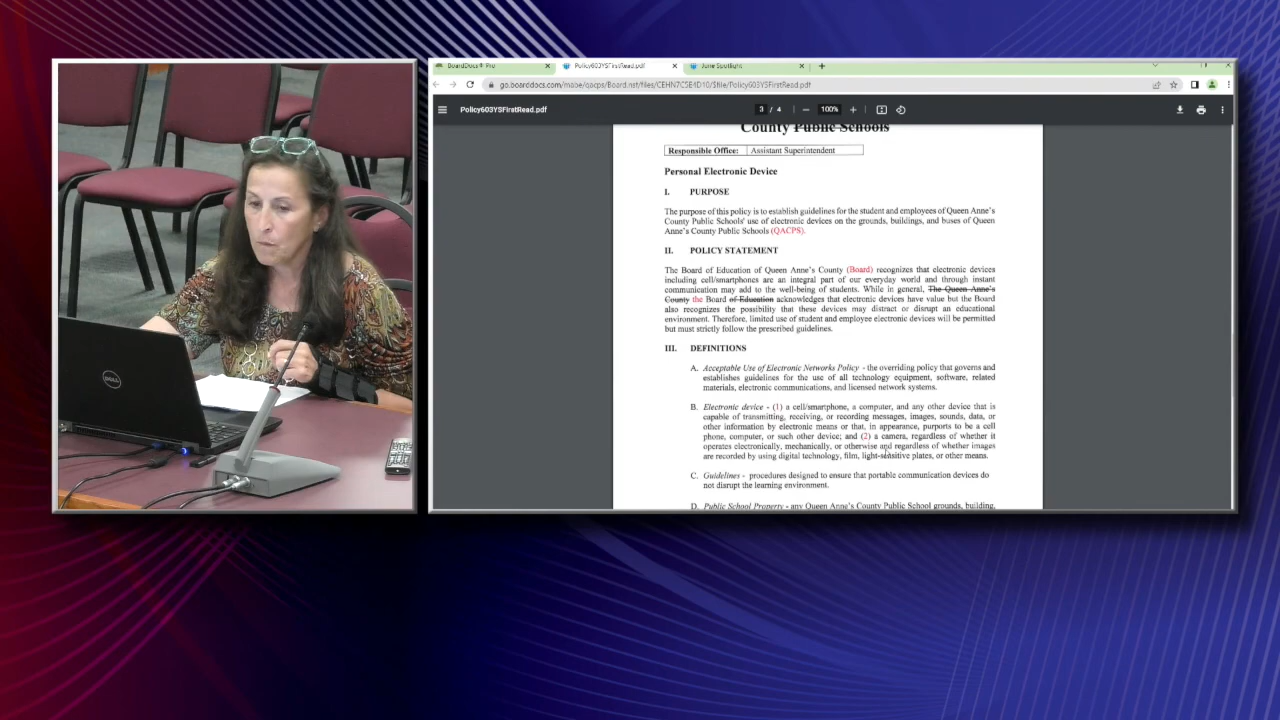 BoardDocs® Pro
Policy603YSFirstRead.pdf
June Spotlight
go.boarddocs.com/mabe/qacps/Board.nsf/files/CEHN7C5E4D10/$file/Policy603YSFirstRead.pdf
Policy603YSFirstRead.pdf
3 / 4
100%
County Public Schools
Responsible Office: Assistant Superintendent
Personal Electronic Device
I. PURPOSE
The purpose of this policy is to establish guidelines for the student and employees of Queen Anne's
County Public Schools' use of electronic devices on the grounds, buildings, and buses of Queen
Anne's County Public Schools (QACPS).
II. POLICY STATEMENT
The Board of Education of Queen Anne's County (Board) recognizes that electronic devices
including cell/smartphones are an integral part of our everyday world and through instant
communication may add to the well-being of students. While in general, The Queen Anne's
County the Board of Education acknowledges that electronic devices have value but the Board
also recognizes the possibility that these devices may distract or disrupt an educational
environment. Therefore, limited use of student and employee electronic devices will be permitted
but must strictly follow the prescribed guidelines.
III. DEFINITIONS
A. Acceptable Use of Electronic Networks Policy - the overriding policy that governs and
establishes guidelines for the use of all technology equipment, software, related
materials, electronic communications, and licensed network systems.
B. Electronic device - (1) a cell/smartphone, a computer, and any other device that is
capable of transmitting, receiving, or recording messages, images, sounds, data, or
other information by electronic means or that, in appearance, purports to be a cell
phone, computer, or such other device; and (2) a camera, regardless of whether it
operates electronically, mechanically, or otherwise and regardless of whether images
are recorded by using digital technology, film, light-sensitive plates, or other means.
C. Guidelines - procedures designed to ensure that portable communication devices do
not disrupt the learning environment.
D. Public School Property - any Queen Anne's County Public School grounds, building,
DELL